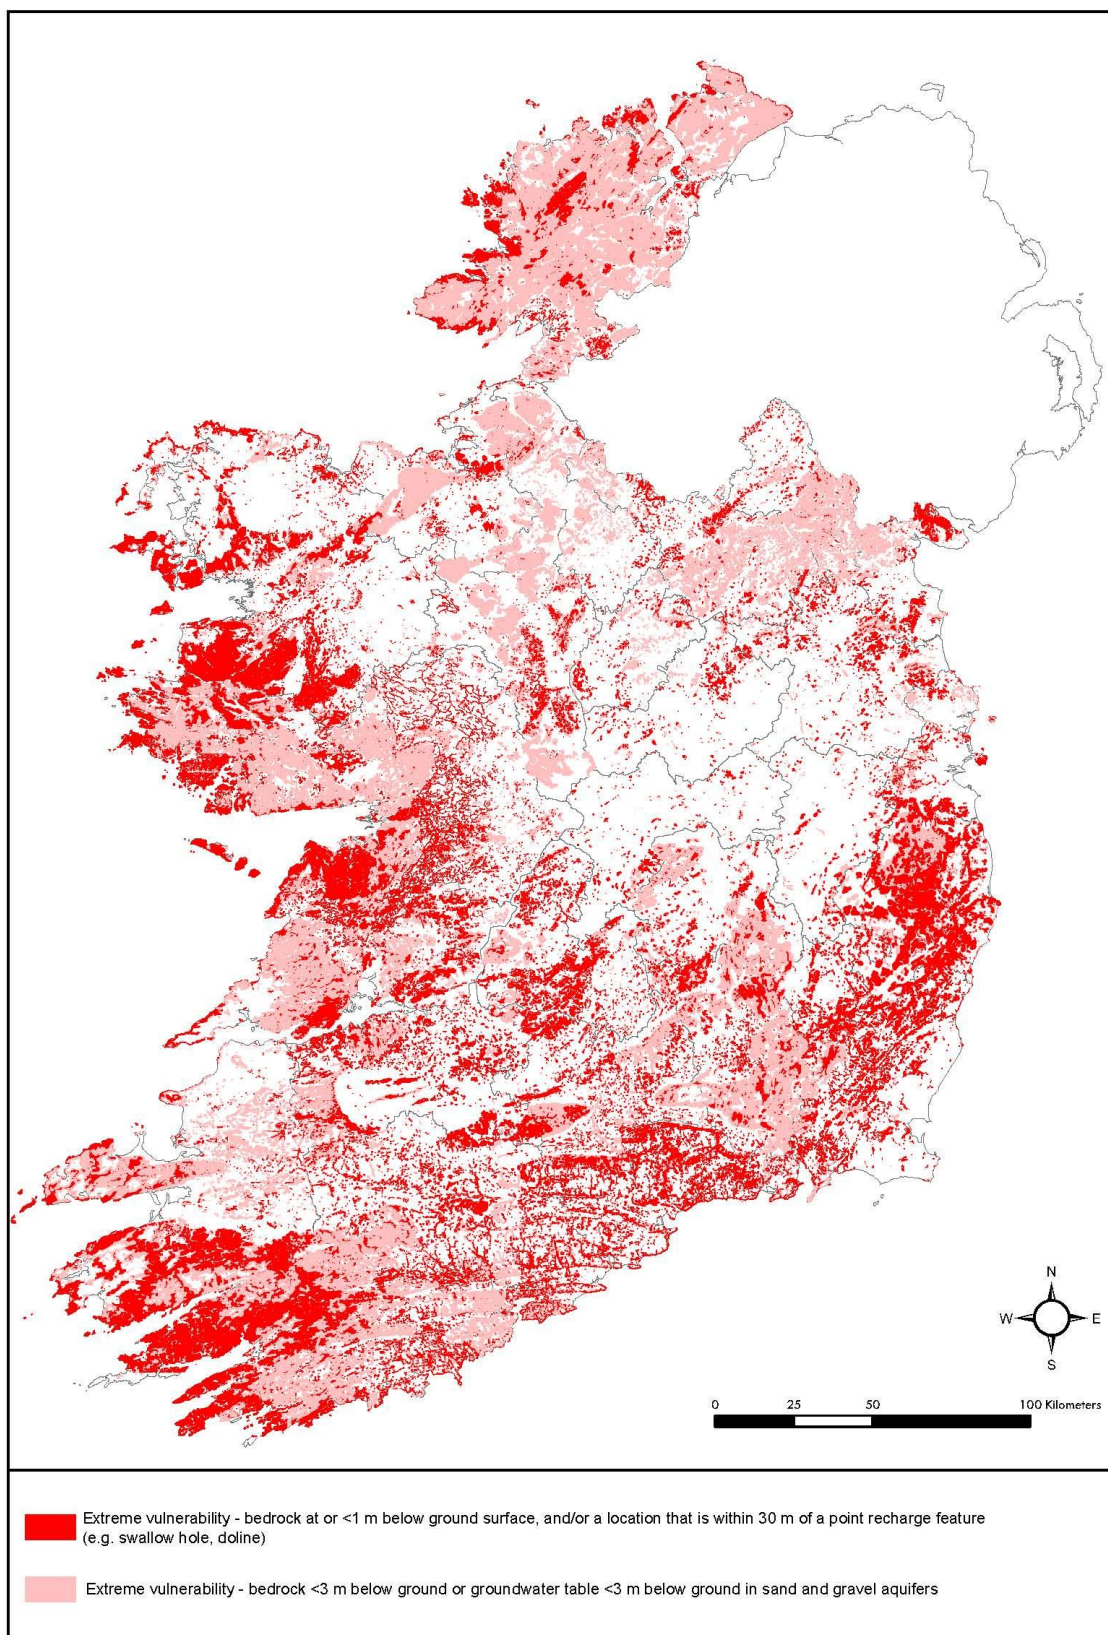 N
W E
S
0 25 50 100 Kilometers
Extreme vulnerability - bedrock at or <1 m below ground surface, and/or a location that is within 30 m of a point recharge feature
(e.g. swallow hole, doline)
Extreme vulnerability - bedrock <3 m below ground or groundwater table <3 m below ground in sand and gravel aquifers